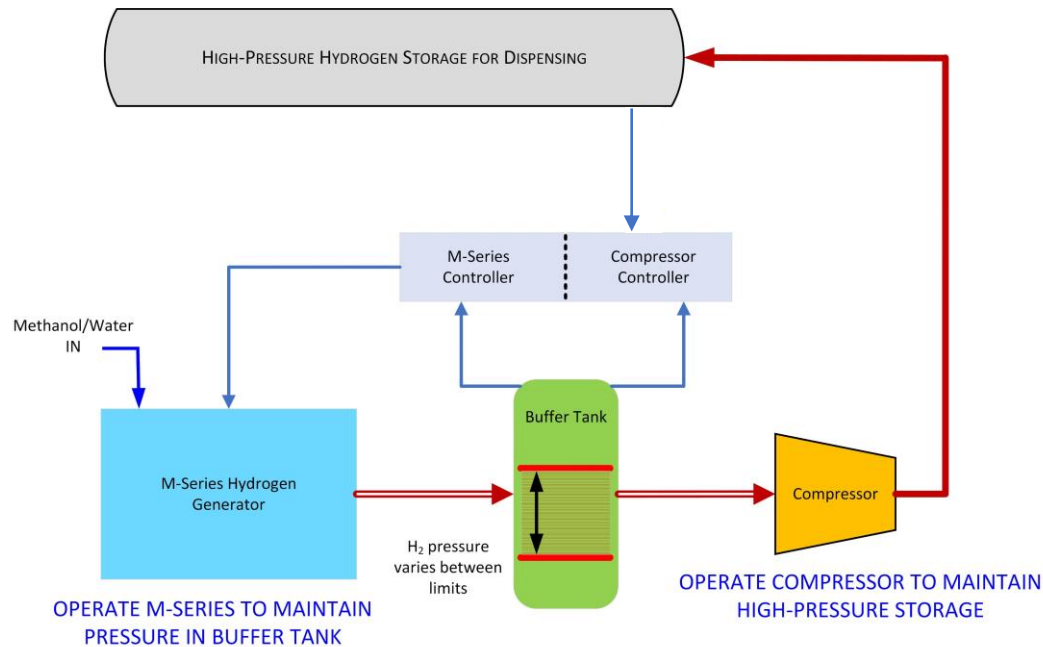 HIGH-PRESSURE HYDROGEN STORAGE FOR DISPENSING
M-Series
Controller
Compressor
Controller
Methanol/Water
IN
Buffer Tank
M-Series Hydrogen
Generator
Compressor
H₂ pressure
varies between
limits
OPERATE M-SERIES TO MAINTAIN
PRESSURE IN BUFFER TANK
OPERATE COMPRESSOR TO MAINTAIN
HIGH-PRESSURE STORAGE